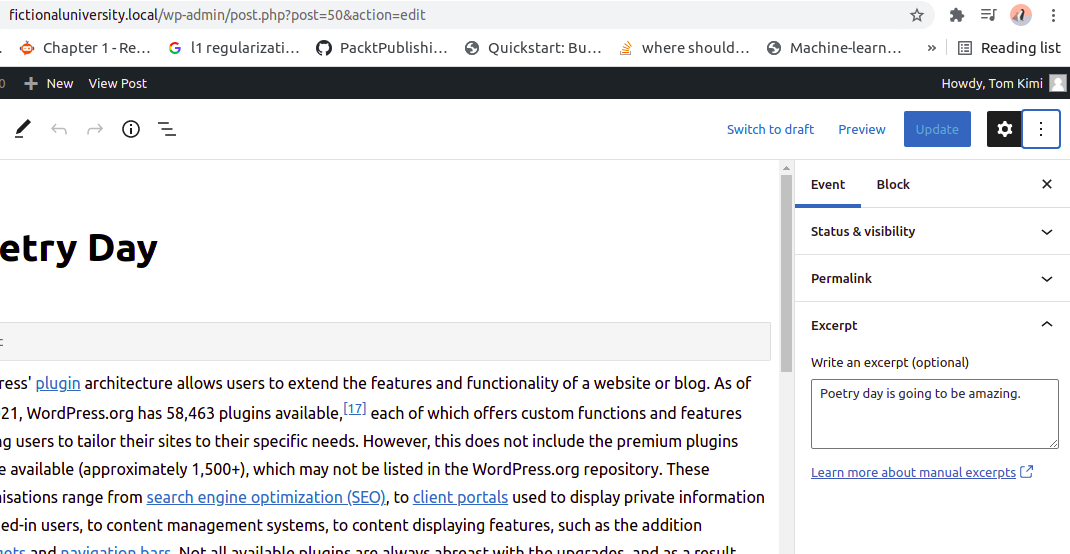 fictionaluniversity.local/wp-admin/post.php?post=50&action=edit
Chapter 1 - Re... l1 regularizati... PacktPublishi... Quickstart: Bu... where should... Machine-learn... » Reading list
0 + New View Post Howdy, Tom Kimi
Switch to draft Preview Update
Event Block
Status & visibility
etry Day
Permalink
Excerpt
Write an excerpt (optional)
Poetry day is going to be amazing.
Learn more about manual excerpts
ress' plugin architecture allows users to extend the features and functionality of a website or blog. As of
21, WordPress.org has 58,463 plugins available,[17] each of which offers custom functions and features
ng users to tailor their sites to their specific needs. However, this does not include the premium plugins
e available (approximately 1,500+), which may not be listed in the WordPress.org repository. These
nisations range from search engine optimization (SEO), to client portals used to display private information
ed-in users, to content management systems, to content displaying features, such as the addition
gets and navigation bars. Not all available plugins are always abreast with the upgrades, and as a result,